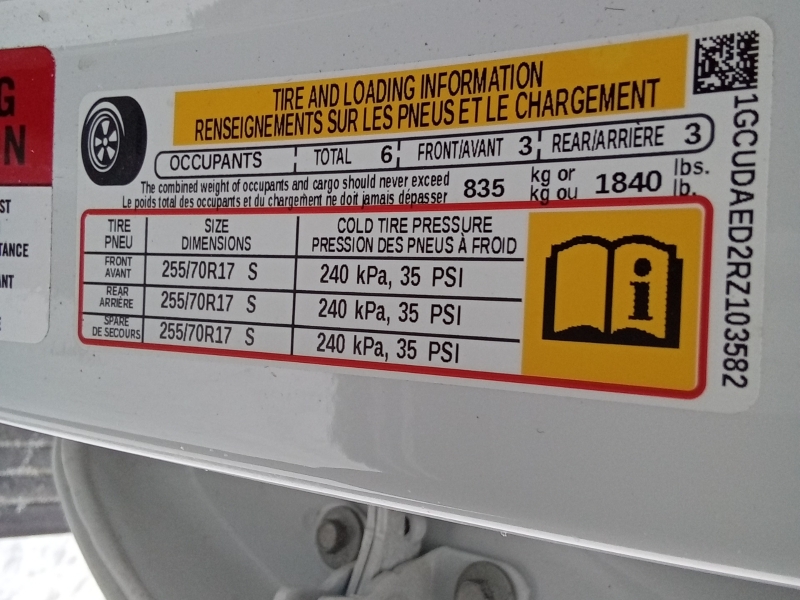 G
N
ST
TANCE
ANT
E
TIRE AND LOADING INFORMATION
RENSEIGNEMENTS SUR LES PNEUS ET LE CHARGEMENT
OCCUPANTS TOTAL 6 FRONT/AVANT 3 REAR/ARRIÈRE 3
The combined weight of occupants and cargo should never exceed
Le poids total des occupants et du chargement ne doit jamais dépasser
835 kg or kg ou 1840 lbs. lb.
TIRE PNEU SIZE DIMENSIONS COLD TIRE PRESSURE PRESSION DES PNEUS À FROID
FRONT AVANT 255/70R17 S 240 kPa, 35 PSI
REAR ARRIÈRE 255/70R17 S 240 kPa, 35 PSI
SPARE DE SECOURS 255/70R17 S 240 kPa, 35 PSI
i
1GCUDAED2RZ103582